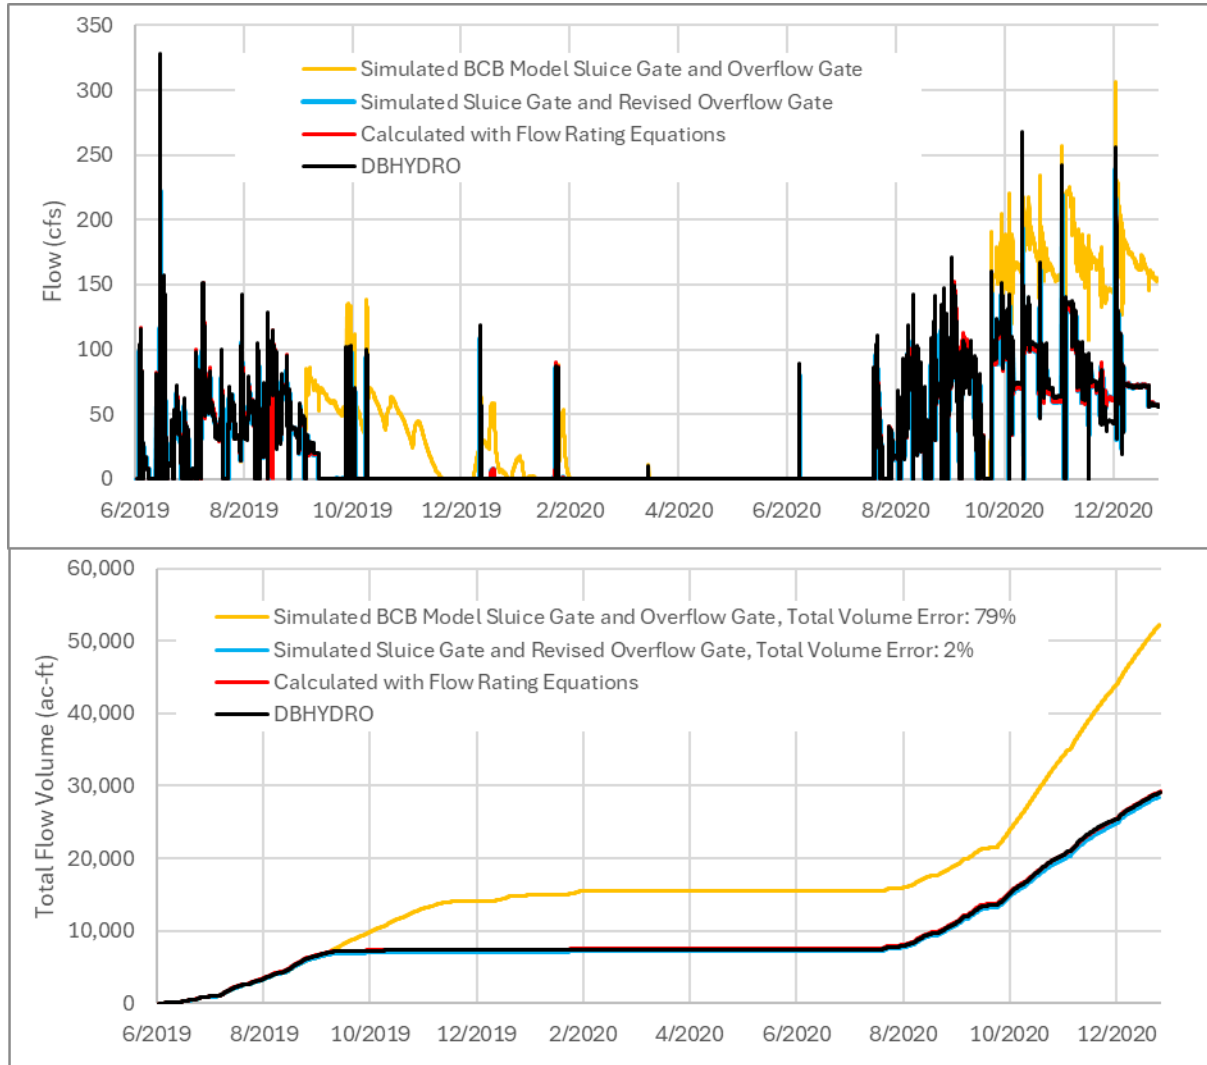 350
300
250
200
150
100
50
0
Flow (cfs)
Simulated BCB Model Sluice Gate and Overflow Gate
Simulated Sluice Gate and Revised Overflow Gate
Calculated with Flow Rating Equations
DBHYDRO
6/2019 8/2019 10/2019 12/2019 2/2020 4/2020 6/2020 8/2020 10/2020 12/2020
60,000
50,000
40,000
30,000
20,000
10,000
0
Total Flow Volume (ac-ft)
Simulated BCB Model Sluice Gate and Overflow Gate, Total Volume Error: 79%
Simulated Sluice Gate and Revised Overflow Gate, Total Volume Error: 2%
Calculated with Flow Rating Equations
DBHYDRO
6/2019 8/2019 10/2019 12/2019 2/2020 4/2020 6/2020 8/2020 10/2020 12/2020